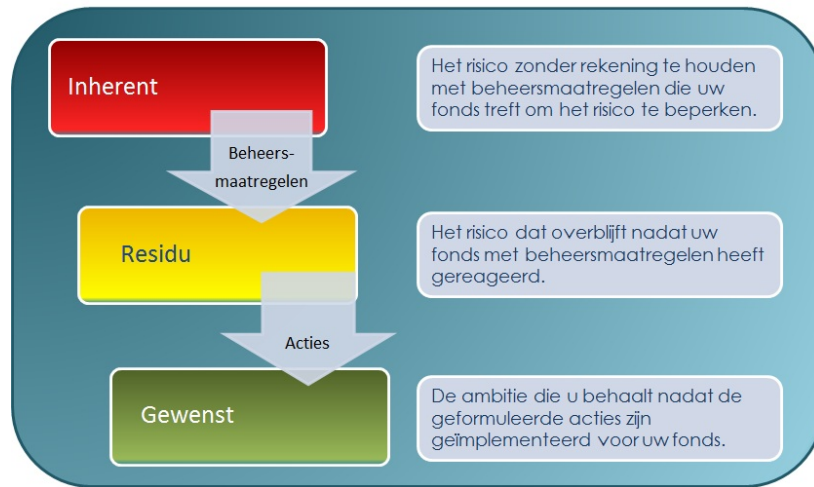 Inherent
Het risico zonder rekening te houden
met beheersmaatregelen die uw
fonds treft om het risico te beperken.
Beheers-
maatregelen
Residu
Het risico dat overblijft nadat uw
fonds met beheersmaatregelen heeft
gereageerd.
Acties
Gewenst
De ambitie die u behaalt nadat de
geformuleerde acties zijn
geïmplementeerd voor uw fonds.